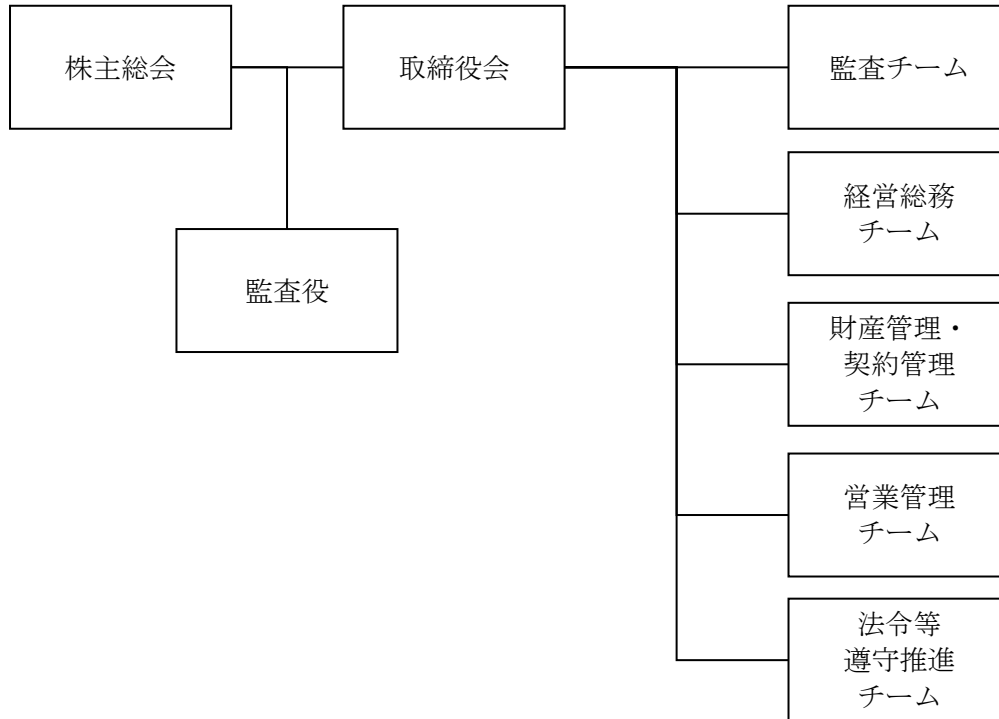 株主総会
取締役会
監査役
監査チーム
経営総務
チーム
財産管理・
契約管理
チーム
営業管理
チーム
法令等
遵守推進
チーム